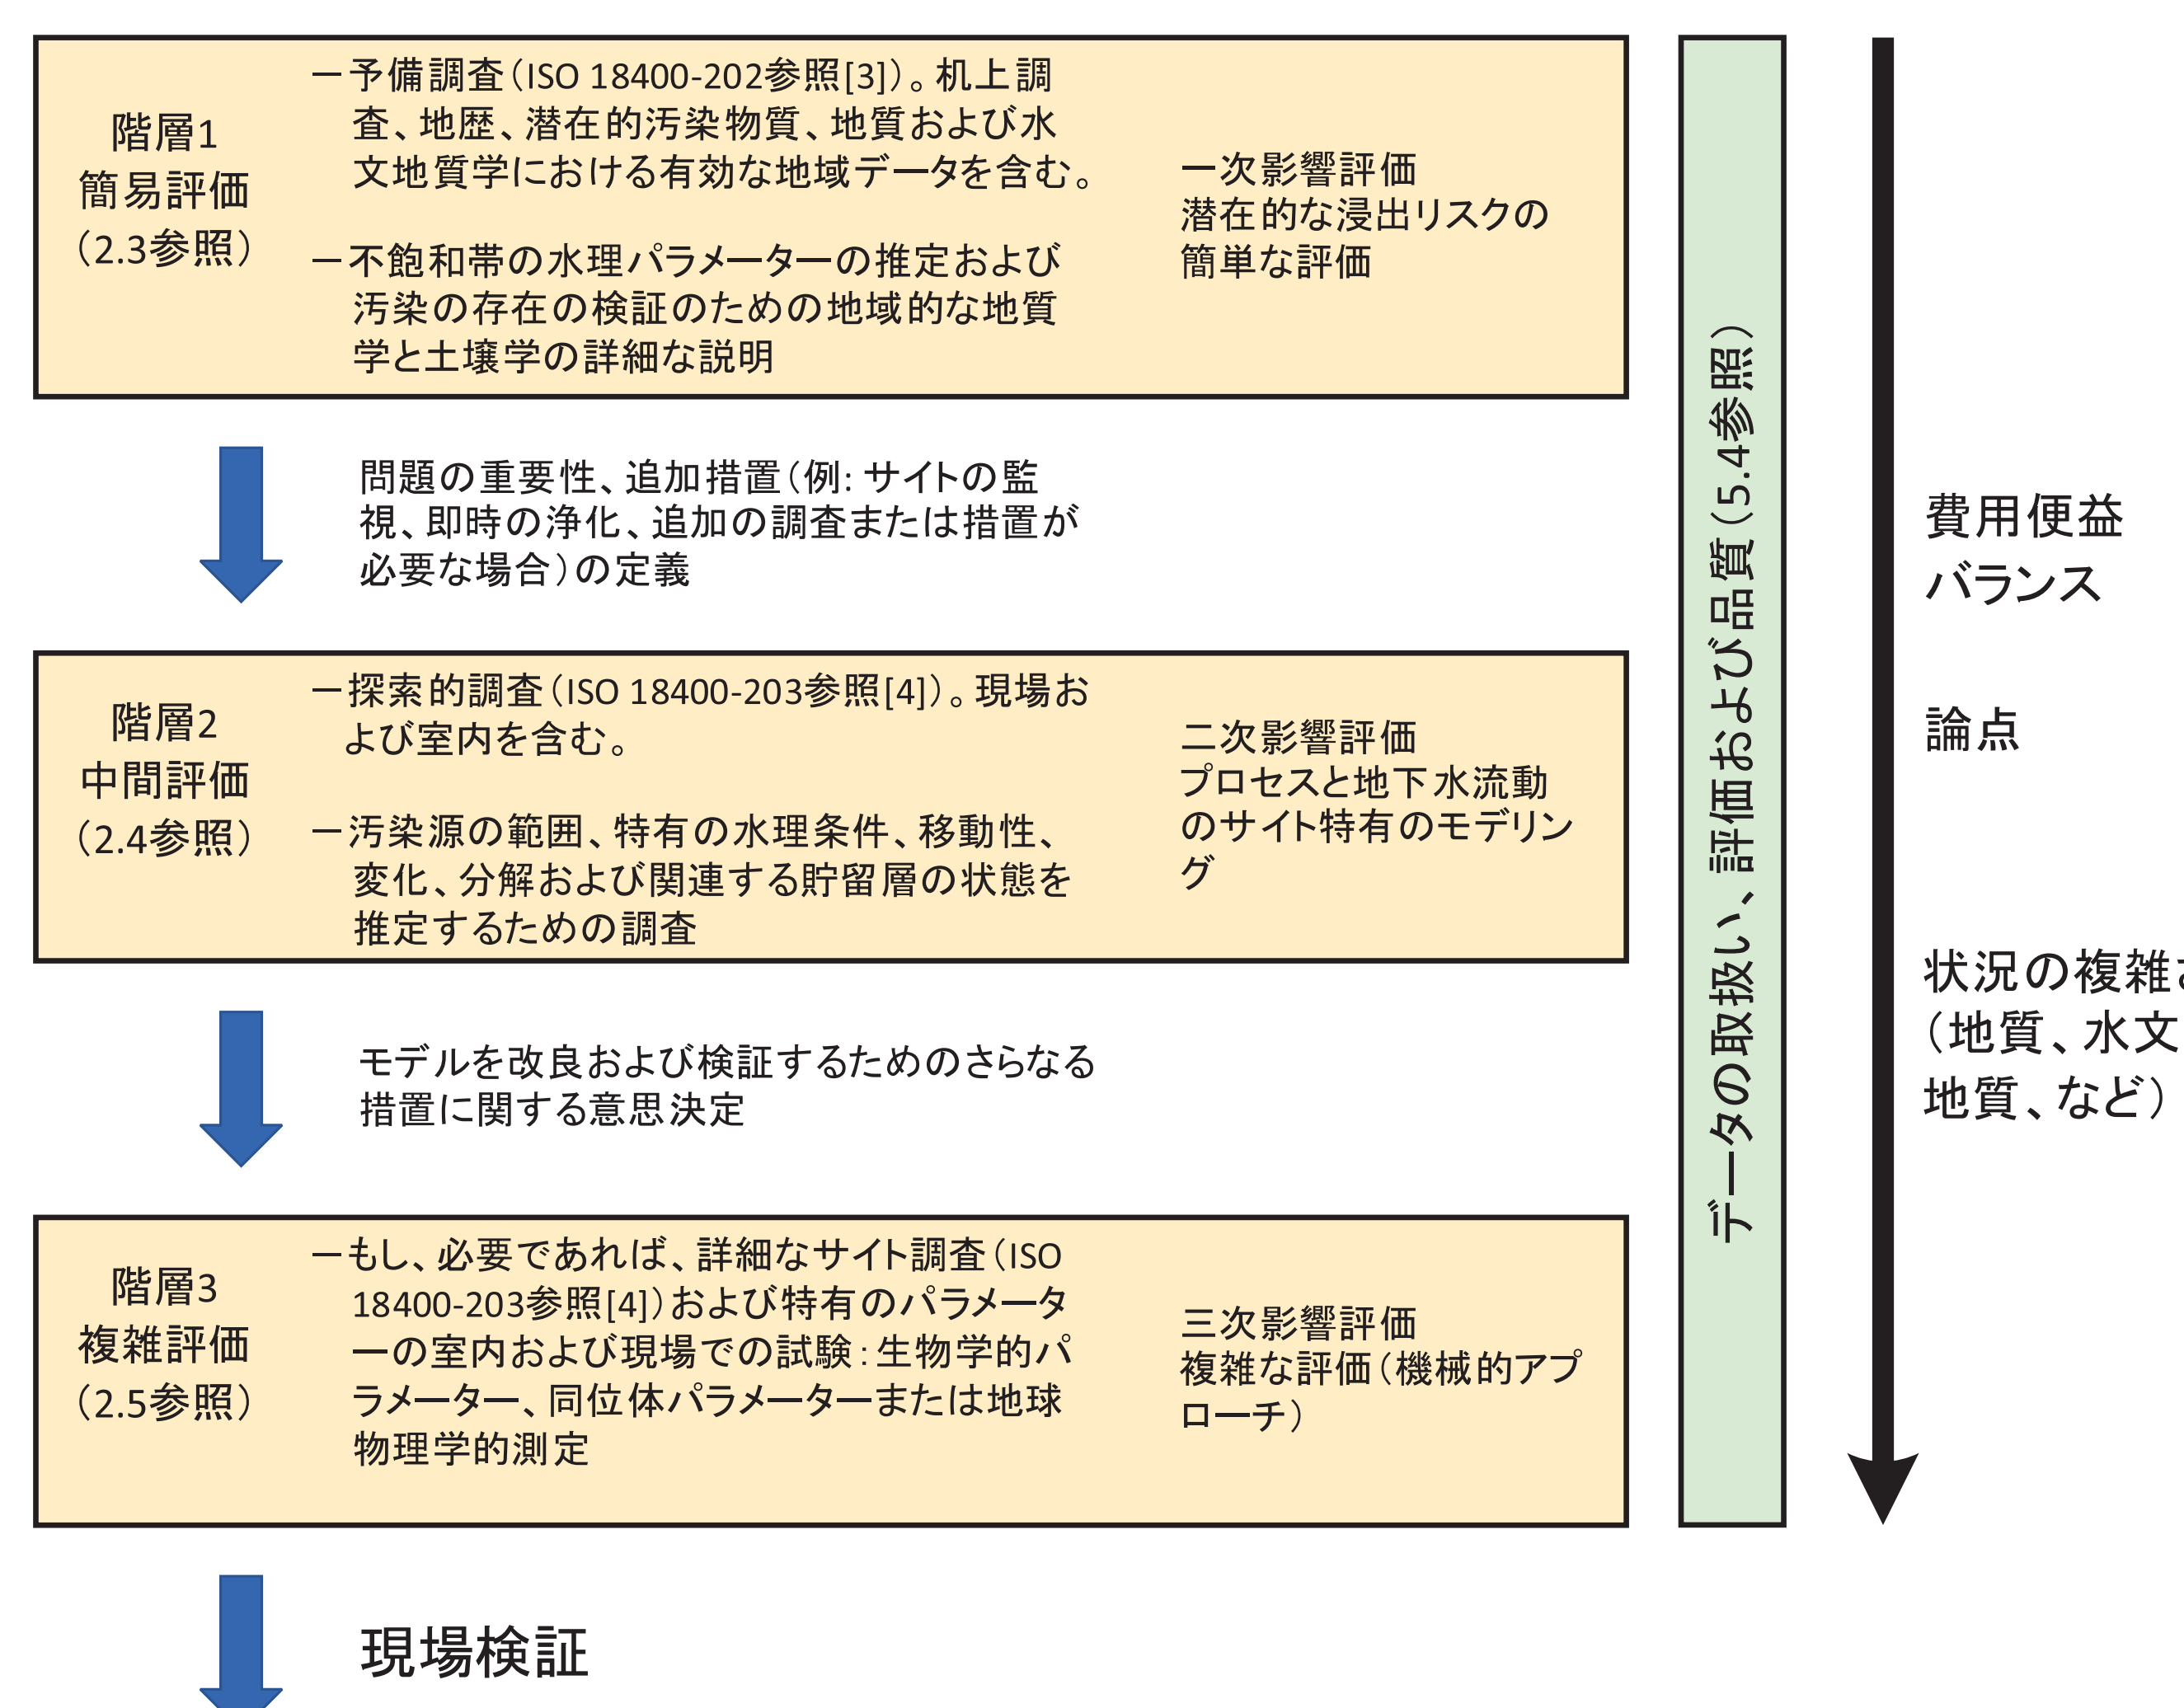 階層1
簡易評価
（2.3参照）
－予備調査（ISO 18400-202参照[3]）。机上調
査、地歴、潜在的汚染物質、地質および水
文地質学における有効な地域データを含む。
－不飽和帯の水理パラメーターの推定および
汚染の存在の検証のための地域的な地質
学と土壌学の詳細な説明
一次影響評価
潜在的な浸出リスクの
簡単な評価
問題の重要性、追加措置（例：サイトの監
視、即時の浄化、追加の調査または措置が
必要な場合）の定義
階層2
中間評価
（2.4参照）
－探索的調査（ISO 18400-203参照[4]）。現場お
よび室内を含む。
－汚染源の範囲、特有の水理条件、移動性、
変化、分解および関連する貯留層の状態を
推定するための調査
二次影響評価
プロセスと地下水流動
のサイト特有のモデリン
グ
モデルを改良および検証するためのさらなる
措置に関する意思決定
階層3
複雑評価
（2.5参照）
－もし、必要であれば、詳細なサイト調査（ISO
18400-203参照[4]）および特有のパラメータ
ーの室内および現場での試験：生物学的パ
ラメーター、同位体パラメーターまたは地球
物理学的測定
三次影響評価
複雑な評価（機械的アプ
ローチ）
現場検証
データの取扱い、評価および品質（5.4参照）
費用便益
バランス
論点
状況の複雑
（地質、水文
地質、など）